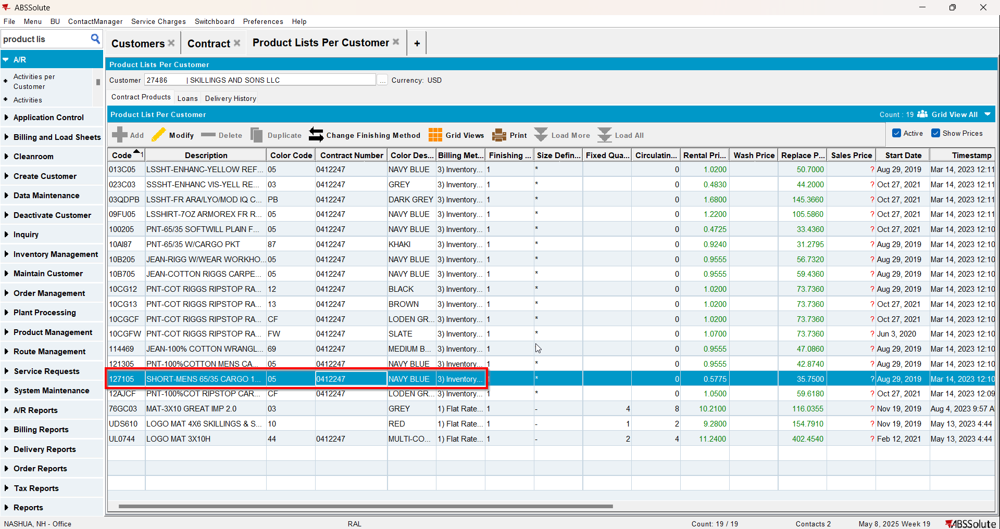 ABSSolute
File Menu BU ContactManager Service Charges Switchboard Preferences Help
product lis
Customers Contract Product Lists Per Customer +
A/R
Activities per
Customer
Activities
Application Control
Billing and Load Sheets
Cleanroom
Create Customer
Data Maintenance
Deactivate Customer
Inquiry
Inventory Management
Maintain Customer
Order Management
Plant Processing
Product Management
Route Management
Service Requests
System Maintenance
A/R Reports
Billing Reports
Delivery Reports
Order Reports
Tax Reports
Reports
Product Lists Per Customer
Customer 27486 | SKILLINGS AND SONS LLC ... Currency: USD
Contract Products Loans Delivery History
Product List Per Customer Count : 19 Grid View All
Add Modify Delete Duplicate Change Finishing Method Grid Views Print Load More Load All Active Show Prices
Code 1 Description Color Code Contract Number Color Des... Billing Met... Finishing ... Size Defin... Fixed Qua... Circulatin... Rental Pri... Wash Price Replace P... Sales Price Start Date Timestamp
013C05 LSSHT-ENHANC-YELLOW REF... 05 0412247 NAVY BLUE 3) Inventory... 1 * 0 1.0200 50.7000 ? Aug 29, 2019 Mar 14, 2023 12:11
023C03 SSSHT-ENHANC VIS-YELL RE... 03 0412247 GREY 3) Inventory... 1 * 0 0.4830 44.2000 ? Oct 27, 2021 Mar 14, 2023 12:11
03QDPB LSSHT-FR ARA/LYO/MOD IQ C... PB 0412247 DARK GREY 3) Inventory... 1 * 0 1.6800 145.3660 ? Oct 27, 2021 Mar 14, 2023 12:11
09FU05 LSSHIRT-7OZ ARMOREX FR R... 05 0412247 NAVY BLUE 3) Inventory... 1 * 0 1.2200 105.5860 ? Oct 27, 2021 Mar 14, 2023 12:11
100205 PNT-65/35 SOFTWILL PLAIN F... 05 0412247 NAVY BLUE 3) Inventory... 1 * 0 0.4725 33.4360 ? Oct 27, 2021 Mar 14, 2023 12:10
10AI87 PNT-65/35 W/CARGO PKT 87 0412247 KHAKI 3) Inventory... 1 * 0 0.9240 31.2795 ? Aug 29, 2019 Mar 14, 2023 12:10
10B205 JEAN-RIGG W/WEAR WORKHO... 05 0412247 NAVY BLUE 3) Inventory... 1 * 0 0.9555 56.7320 ? Aug 29, 2019 Mar 14, 2023 12:10
10B705 JEAN-COTTON RIGGS CARPE... 05 0412247 NAVY BLUE 3) Inventory... 1 * 0 0.9555 59.4360 ? Aug 29, 2019 Mar 14, 2023 12:10
10CG12 PNT-COT RIGGS RIPSTOP RA... 12 0412247 BLACK 3) Inventory... 1 * 0 1.0200 73.7360 ? Aug 29, 2019 Mar 14, 2023 12:10
10CG13 PNT-COT RIGGS RIPSTOP RA... 13 0412247 BROWN 3) Inventory... 1 * 0 1.0200 73.7360 ? Oct 27, 2021 Mar 14, 2023 12:10
10CGCF PNT-COT RIGGS RIPSTOP RA... CF 0412247 LODEN GR... 3) Inventory... 1 * 0 1.0200 73.7360 ? Oct 27, 2021 Mar 14, 2023 12:10
10CGFW PNT-COT RIGGS RIPSTOP RA... FW 0412247 SLATE 3) Inventory... 1 * 0 1.0700 73.7360 ? Jun 3, 2020 Mar 14, 2023 12:10
114469 JEAN-100% COTTON WRANGL... 69 0412247 MEDIUM B... 3) Inventory... 1 0 0.9555 47.0860 ? Aug 29, 2019 Mar 14, 2023 12:10
121305 PNT-100%COTTON MENS CA... 05 0412247 NAVY BLUE 3) Inventory... 1 * 0 0.9555 42.8740 ? Aug 29, 2019 Mar 14, 2023 12:10
127105 SHORT-MENS 65/35 CARGO 1... 05 0412247 NAVY BLUE 3) Inventory... * 0 0.5775 35.7500 ? Aug 29, 2019 Mar 14, 2023 12:10
12AJCF PNT-100%COT RIPSTOP CAR... CF 0412247 LODEN GR... 3) Inventory... 1 * 0 1.0500 59.6180 ? Oct 27, 2021 Mar 14, 2023 12:09
76GC03 MAT-3X10 GREAT IMP 2.0 03 GREY 1) Flat Rate... 1 - 4 8 10.2100 116.0355 ? Nov 19, 2019 Aug 4, 2023 9:57 A
UDS610 LOGO MAT 4X6 SKILLINGS & S... 10 RED 1) Flat Rate... 1 - 1 2 9.2800 154.7910 ? Nov 19, 2019 May 13, 2023 4:44
UL0744 LOGO MAT 3X10H 44 0412247 MULTI-CO... 1) Flat Rate... 1 - 2 4 11.2400 402.4540 ? Feb 12, 2021 May 13, 2023 4:44
NASHUA, NH - Office RAL Count: 19 / 19 Contacts 2 May 8, 2025 Week 19 ABSSolute